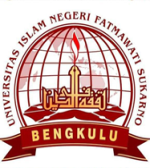 UNIVERSITAS ISLAM NEGERI FATMAWATI SUKARNO
BENGKULU